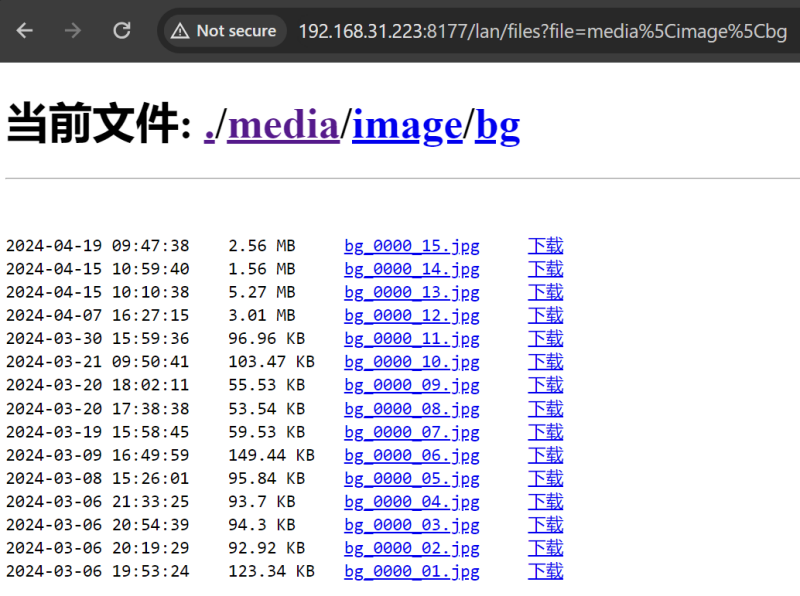 Not secure 192.168.31.223:8177/lan/files?file=media%5Cimage%5Cbg
当前文件: ./media/image/bg
2024-04-19 09:47:38 2.56 MB bg_0000_15.jpg 下载
2024-04-15 10:59:40 1.56 MB bg_0000_14.jpg 下载
2024-04-15 10:10:38 5.27 MB bg_0000_13.jpg 下载
2024-04-07 16:27:15 3.01 MB bg_0000_12.jpg 下载
2024-03-30 15:59:36 96.96 KB bg_0000_11.jpg 下载
2024-03-21 09:50:41 103.47 KB bg_0000_10.jpg 下载
2024-03-20 18:02:11 55.53 KB bg_0000_09.jpg 下载
2024-03-20 17:38:38 53.54 KB bg_0000_08.jpg 下载
2024-03-19 15:58:45 59.53 KB bg_0000_07.jpg 下载
2024-03-09 16:49:59 149.44 KB bg_0000_06.jpg 下载
2024-03-08 15:26:01 95.84 KB bg_0000_05.jpg 下载
2024-03-06 21:33:25 93.7 KB bg_0000_04.jpg 下载
2024-03-06 20:54:39 94.3 KB bg_0000_03.jpg 下载
2024-03-06 20:19:29 92.92 KB bg_0000_02.jpg 下载
2024-03-06 19:53:24 123.34 KB bg_0000_01.jpg 下载